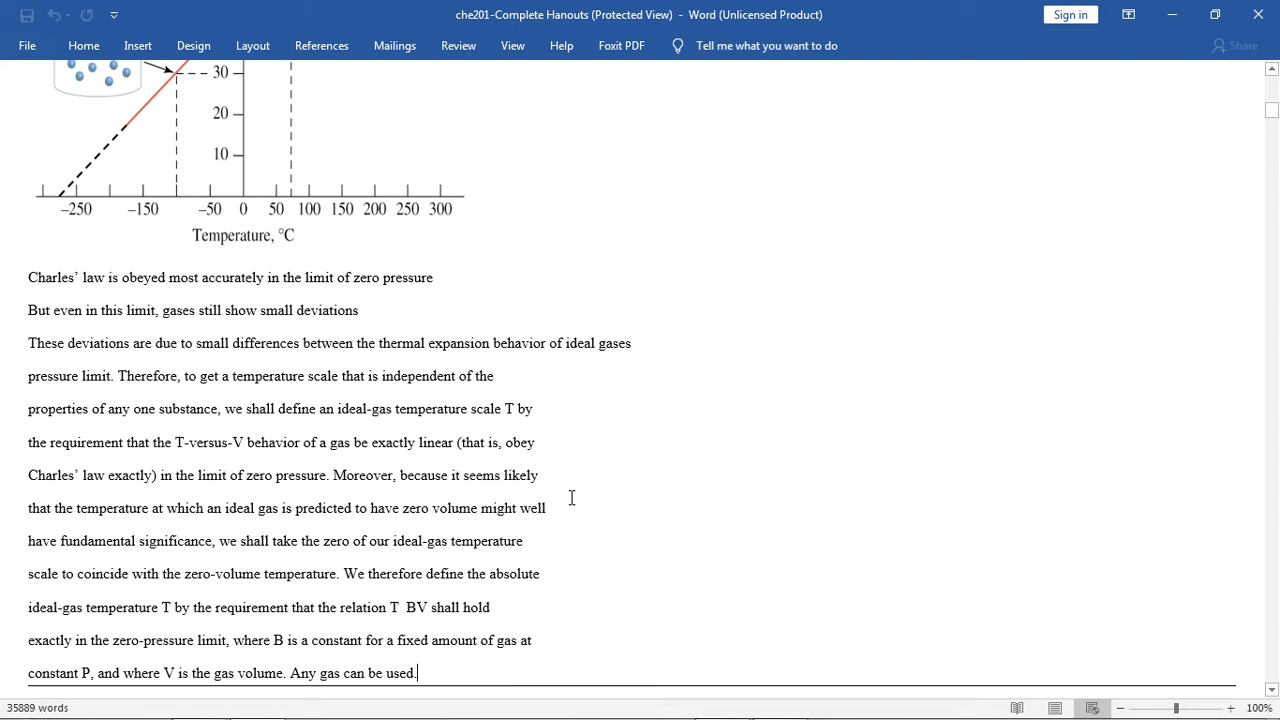 che201-Complete Hanouts (Protected View) - Word (Unlicensed Product)
Sign in
File Home Insert Design Layout References Mailings Review View Help Foxit PDF Tell me what you want to do Share
30
20
10
–250 –150 –50 0 50 100 150 200 250 300
Temperature, °C
Charles’ law is obeyed most accurately in the limit of zero pressure
But even in this limit, gases still show small deviations
These deviations are due to small differences between the thermal expansion behavior of ideal gases
pressure limit. Therefore, to get a temperature scale that is independent of the
properties of any one substance, we shall define an ideal-gas temperature scale T by
the requirement that the T-versus-V behavior of a gas be exactly linear (that is, obey
Charles’ law exactly) in the limit of zero pressure. Moreover, because it seems likely
that the temperature at which an ideal gas is predicted to have zero volume might well
have fundamental significance, we shall take the zero of our ideal-gas temperature
scale to coincide with the zero-volume temperature. We therefore define the absolute
ideal-gas temperature T by the requirement that the relation T  BV shall hold
exactly in the zero-pressure limit, where B is a constant for a fixed amount of gas at
constant P, and where V is the gas volume. Any gas can be used.
35889 words
100%